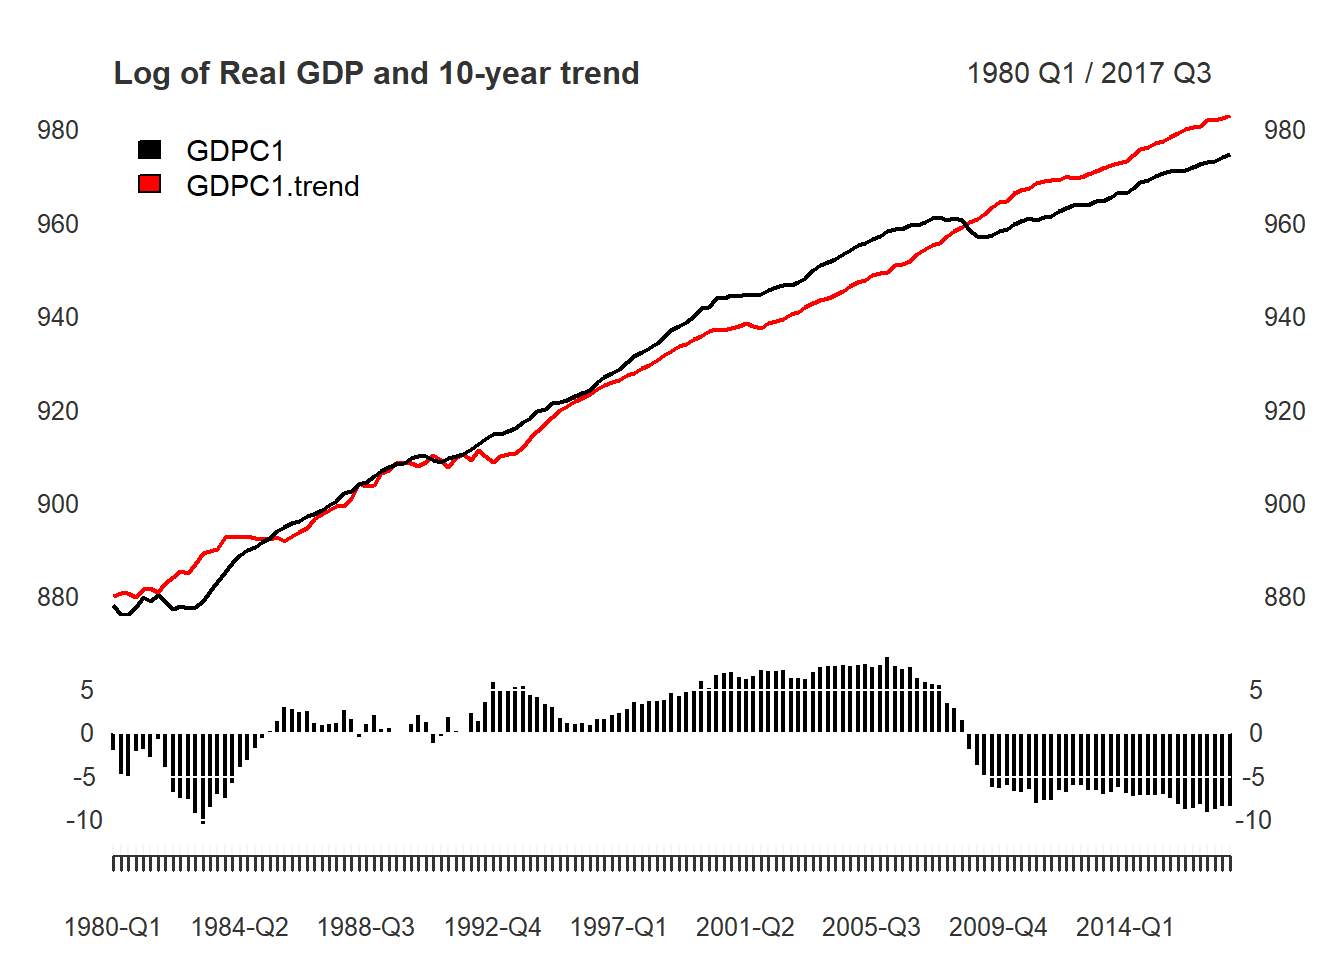 Log of Real GDP and 10-year trend 1980 Q1 / 2017 Q3
980 980
GDPC1
GDPC1.trend
960 960
940 940
920 920
900 900
880 880
5 5
0 0
-5 -5
-10 -10
1980-Q1 1984-Q2 1988-Q3 1992-Q4 1997-Q1 2001-Q2 2005-Q3 2009-Q4 2014-Q1